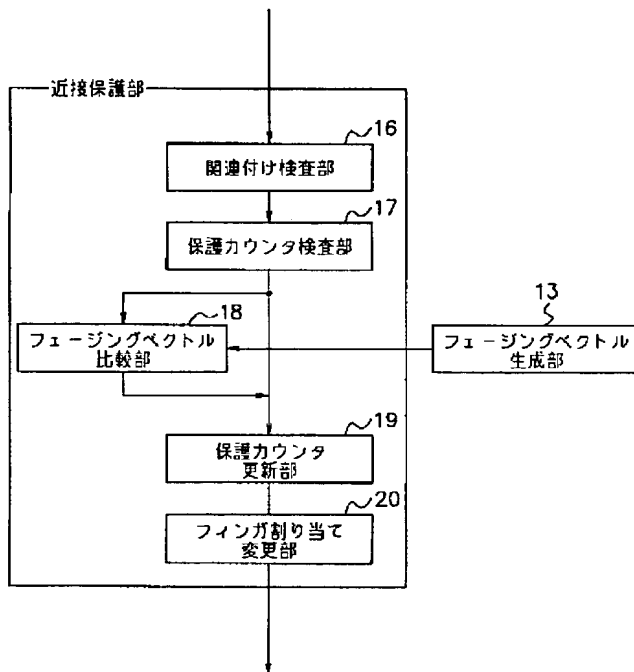 近接保護部
16
関連付け検査部
17
保護カウンタ検査部
18
フェージングベクトル
比較部
13
フェージングベクトル
生成部
19
保護カウンタ
更新部
20
フィンガ割り当て
変更部